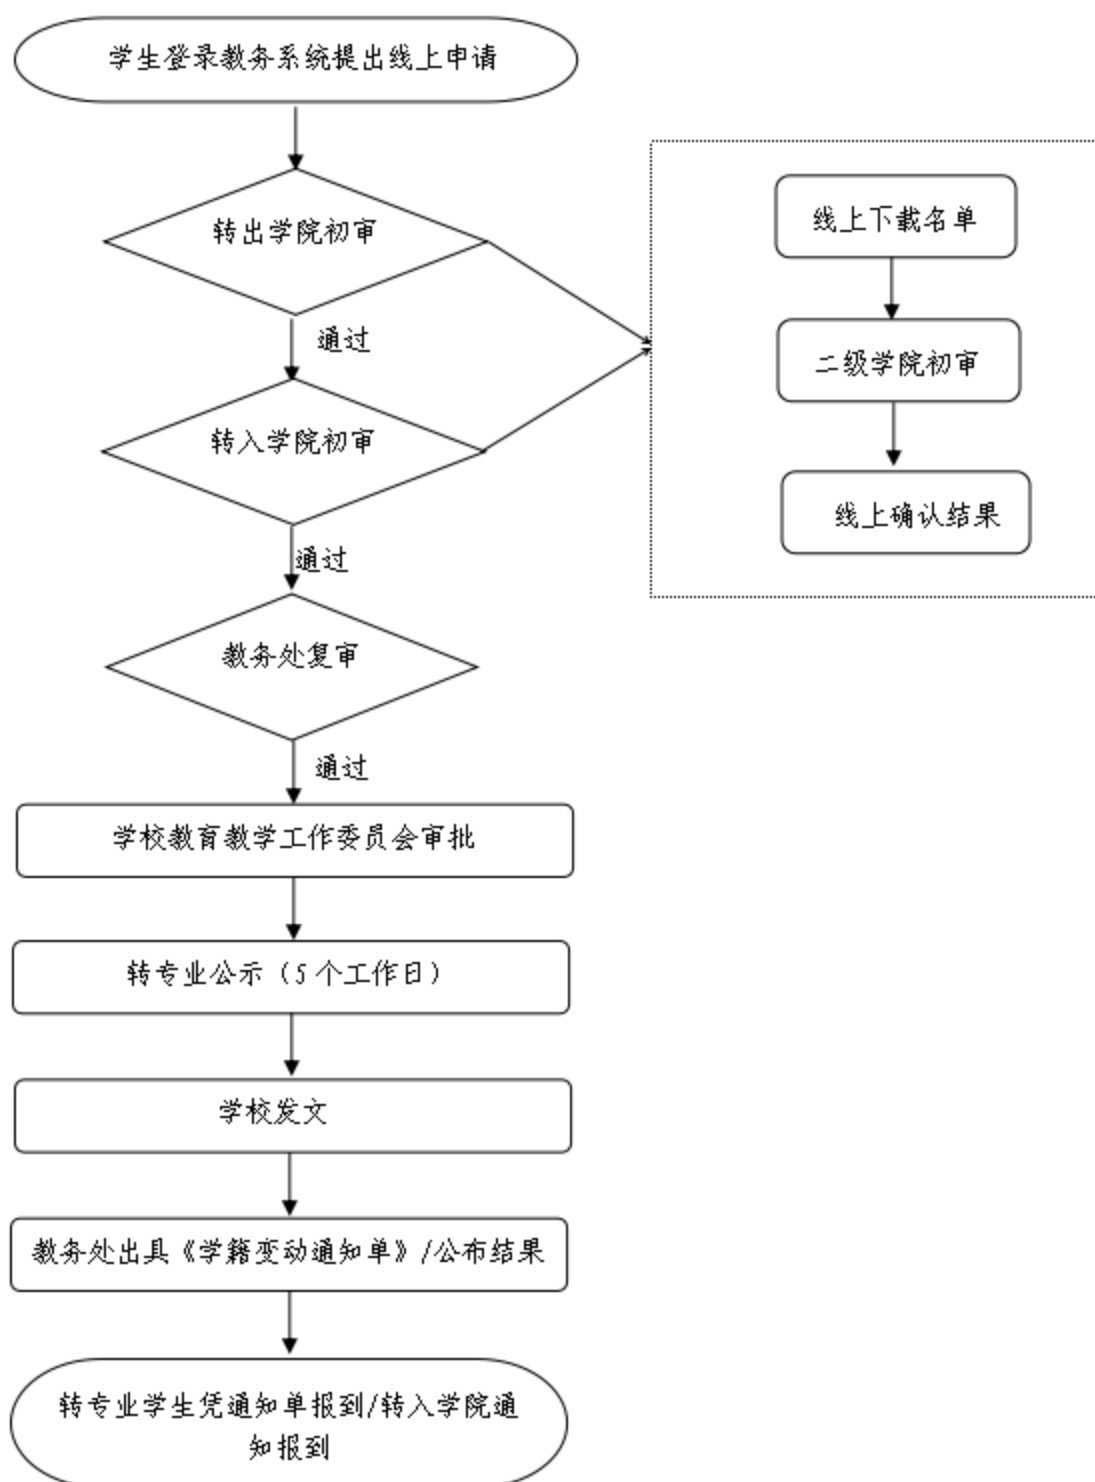 学生登录教务系统提出线上申请
转出学院初审
通过
转入学院初审
通过
教务处复审
通过
学校教育教学工作委员会审批
转专业公示（5 个工作日）
学校发文
教务处出具《学籍变动通知单》/公布结果
转专业学生凭通知单报到/转入学院通
知报到
线上下载名单
二级学院初审
线上确认结果